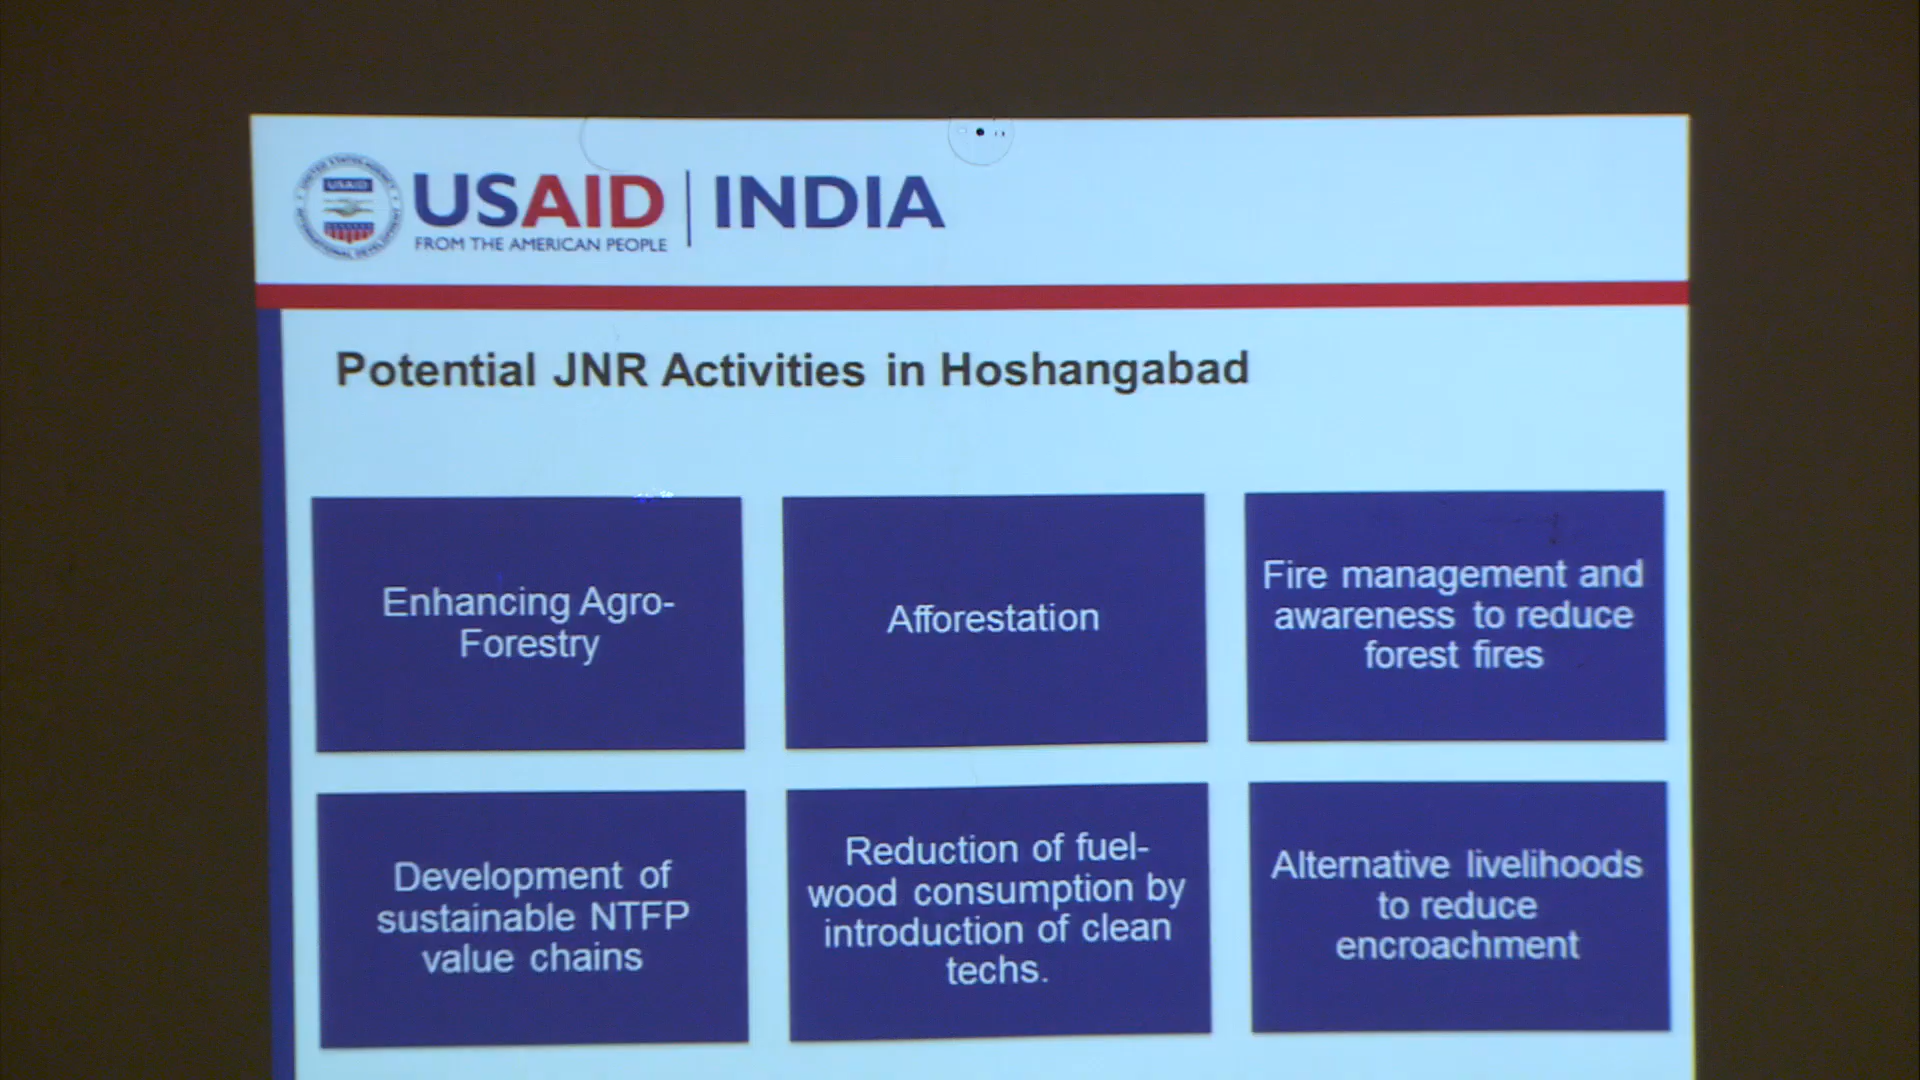 USAID
USAID | INDIA
FROM THE AMERICAN PEOPLE
Potential JNR Activities in Hoshangabad
Enhancing Agro-
Forestry
Afforestation
Fire management and
awareness to reduce
forest fires
Development of
sustainable NTFP
value chains
Reduction of fuel-
wood consumption by
introduction of clean
techs.
Alternative livelihoods
to reduce
encroachment